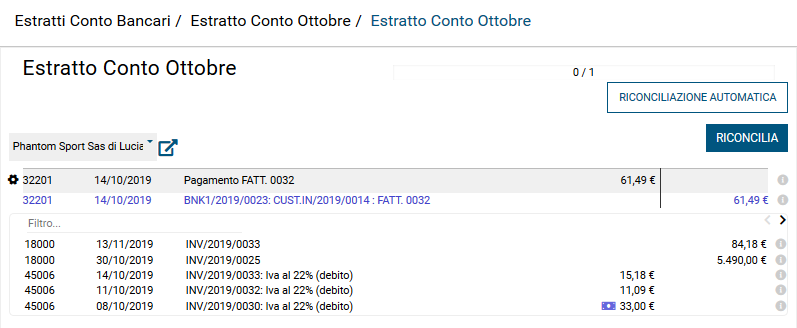 Estratti Conto Bancari / Estratto Conto Ottobre / Estratto Conto Ottobre
Estratto Conto Ottobre
0 / 1
RICONCILIAZIONE AUTOMATICA
RICONCILIA
Phantom Sport Sas di Lucia
32201 14/10/2019 Pagamento FATT. 0032 61,49 €
32201 14/10/2019 BNK1/2019/0023: CUST.IN/2019/0014 : FATT. 0032 61,49 €
Filtro...
18000 13/11/2019 INV/2019/0033 84,18 €
18000 30/10/2019 INV/2019/0025 5.490,00 €
45006 14/10/2019 INV/2019/0033: Iva al 22% (debito) 15,18 €
45006 11/10/2019 INV/2019/0032: Iva al 22% (debito) 11,09 €
45006 08/10/2019 INV/2019/0030: Iva al 22% (debito) 33,00 €